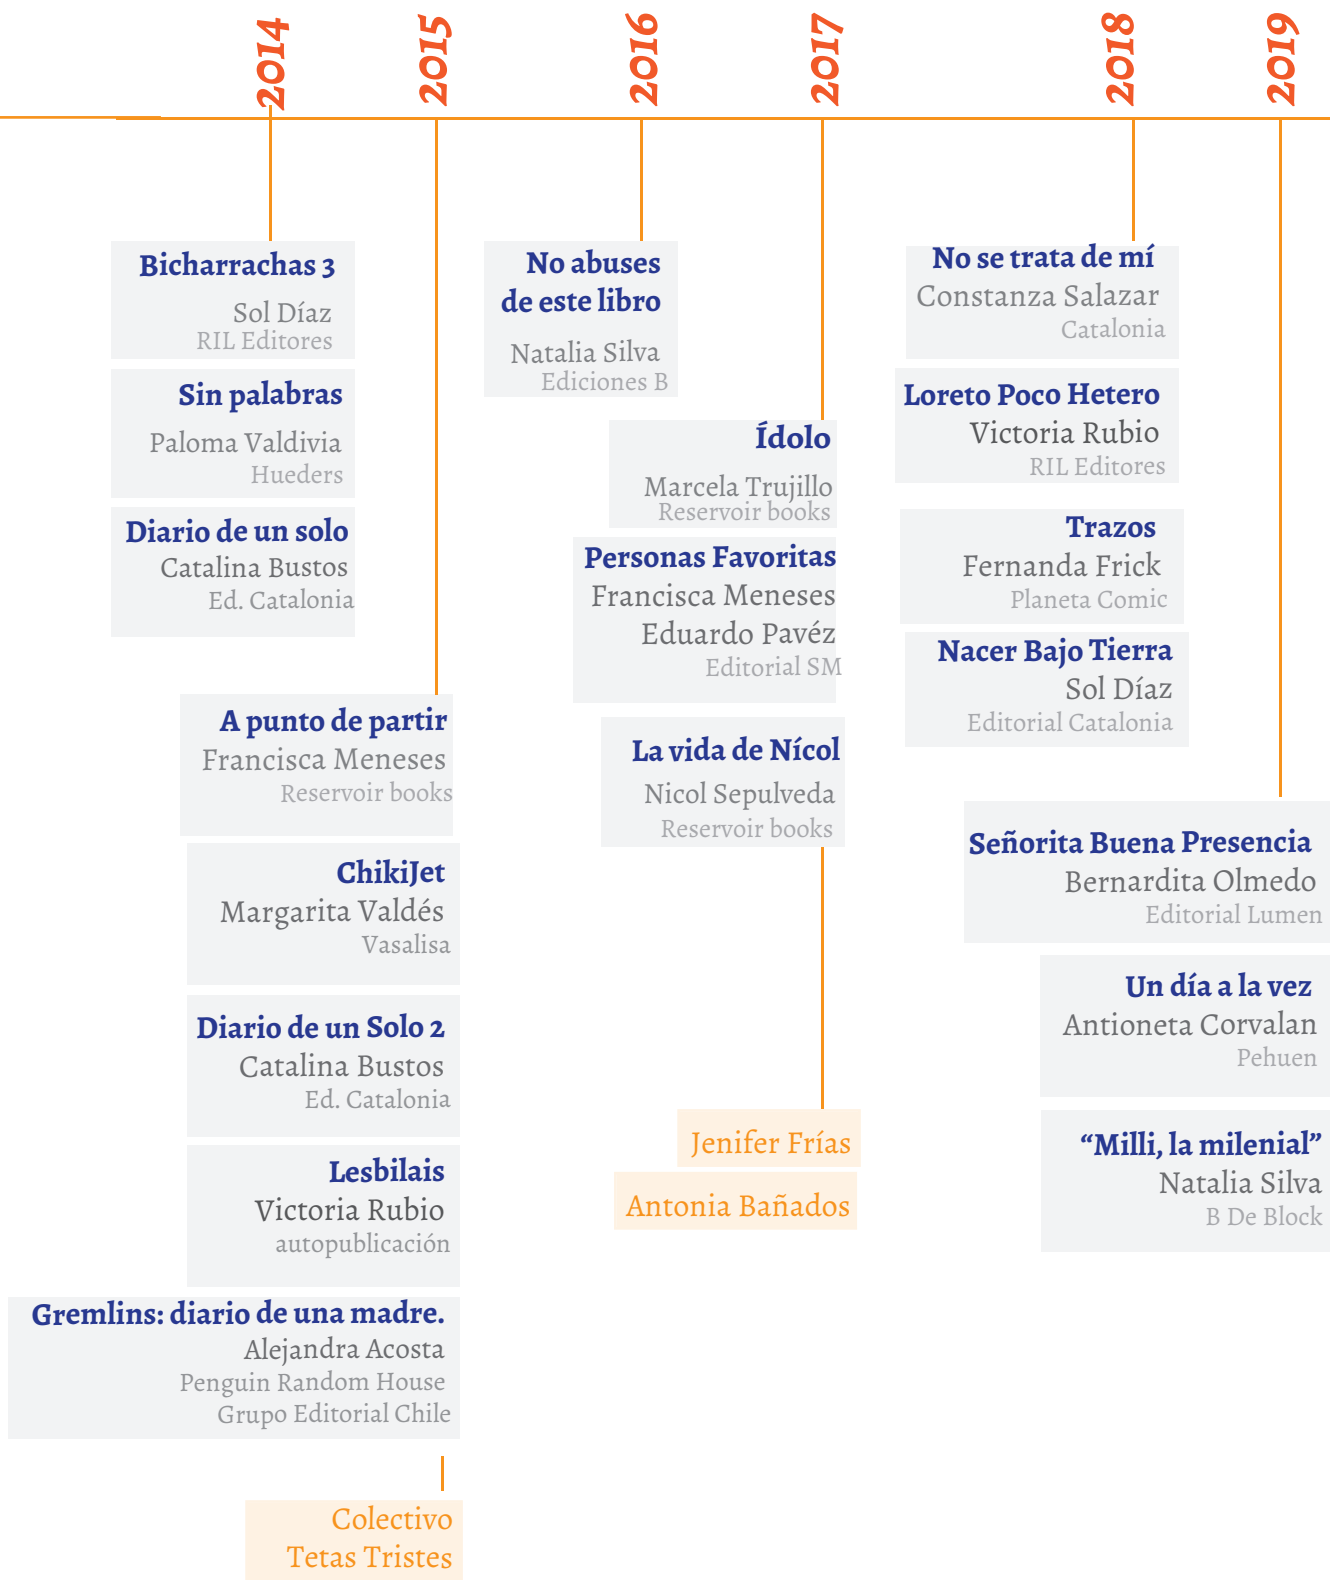 2014
2015
2016
2017
2018
2019
Bicharrachas 3
Sol Díaz
RIL Editores
Sin palabras
Paloma Valdivia
Hueders
Diario de un solo
Catalina Bustos
Ed. Catalonia
A punto de partir
Francisca Meneses
Reservoir books
ChikiJet
Margarita Valdés
Vasalisa
Diario de un Solo 2
Catalina Bustos
Ed. Catalonia
Lesbilais
Victoria Rubio
autopublicación
Gremlins: diario de una madre.
Alejandra Acosta
Penguin Random House
Grupo Editorial Chile
Colectivo
Tetas Tristes
No abuses
de este libro
Natalia Silva
Ediciones B
Ídolo
Marcela Trujillo
Reservoir books
Personas Favoritas
Francisca Meneses
Eduardo Pavéz
Editorial SM
La vida de Nícol
Nicol Sepulveda
Reservoir books
Jenifer Frías
Antonia Bañados
No se trata de mí
Constanza Salazar
Catalonia
Loreto Poco Hetero
Victoria Rubio
RIL Editores
Trazos
Fernanda Frick
Planeta Comic
Nacer Bajo Tierra
Sol Díaz
Editorial Catalonia
Señorita Buena Presencia
Bernardita Olmedo
Editorial Lumen
Un día a la vez
Antioneta Corvalan
Pehuen
“Milli, la milenial”
Natalia Silva
B De Block